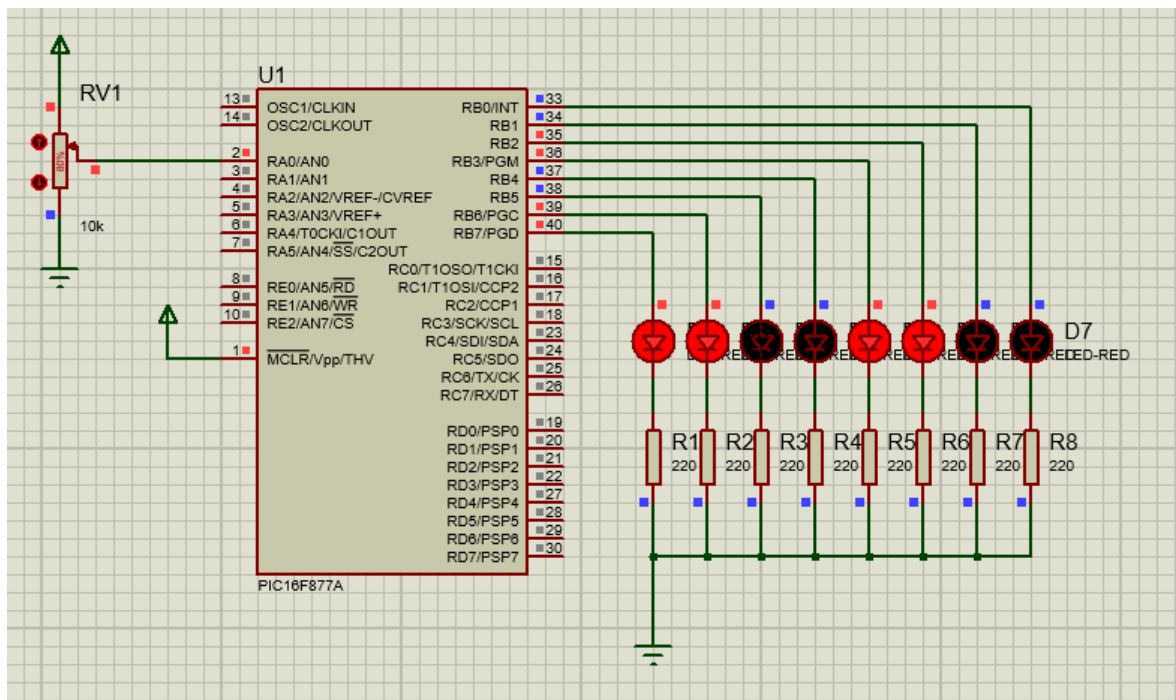 RV1
80%
10k
U1
13 OSC1/CLKIN
14 OSC2/CLKOUT
2 RA0/AN0
3 RA1/AN1
4 RA2/AN2/VREF-/CVREF
5 RA3/AN3/VREF+
6 RA4/T0CKI/C1OUT
7 RA5/AN4/SS/C2OUT
8 RE0/AN5/RD
9 RE1/AN6/WR
10 RE2/AN7/CS
1 MCLR/Vpp/THV
RB0/INT 33
RB1 34
RB2 35
RB3/PGM 36
RB4 37
RB5 38
RB6/PGC 39
RB7/PGD 40
RC0/T1OSO/T1CKI 15
RC1/T1OSI/CCP2 16
RC2/CCP1 17
RC3/SCK/SCL 18
RC4/SDI/SDA 23
RC5/SDO 24
RC6/TX/CK 25
RC7/RX/DT 26
RD0/PSP0 19
RD1/PSP1 20
RD2/PSP2 21
RD3/PSP3 22
RD4/PSP4 27
RD5/PSP5 28
RD6/PSP6 29
RD7/PSP7 30
PIC16F877A
D7
LED-RED
R1 R2 R3 R4 R5 R6 R7 R8
220 220 220 220 220 220 220 220